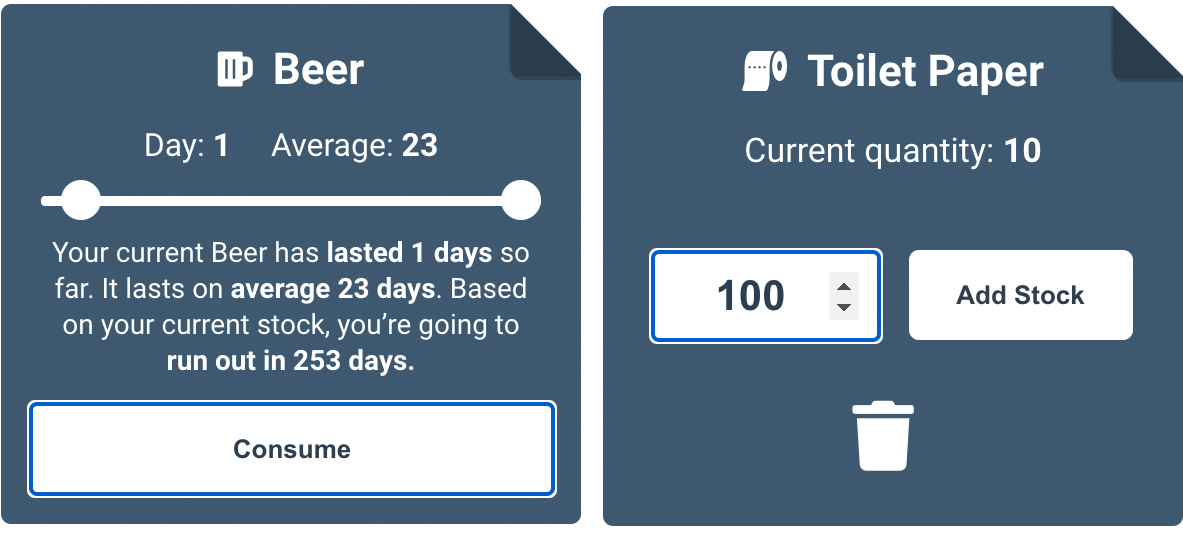 Beer
Day: 1 Average: 23
Your current Beer has lasted 1 days so
far. It lasts on average 23 days. Based
on your current stock, you’re going to
run out in 253 days.
Consume
Toilet Paper
Current quantity: 10
100
Add Stock